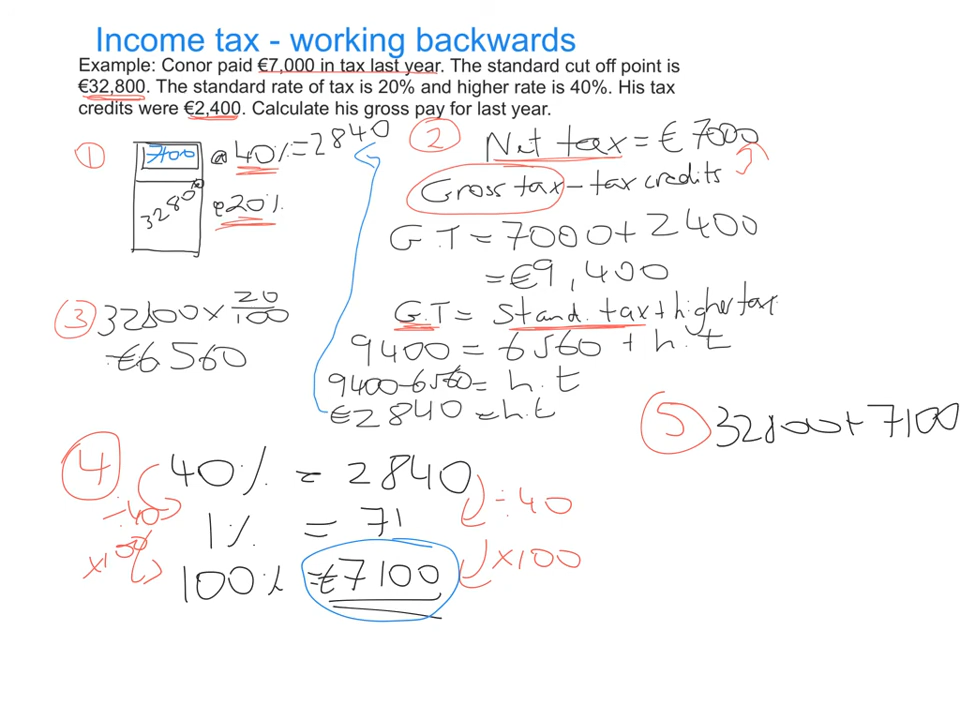 Income tax - working backwards
Example: Conor paid €7,000 in tax last year. The standard cut off point is
€32,800. The standard rate of tax is 20% and higher rate is 40%. His tax
credits were €2,400. Calculate his gross pay for last year.
① 7100 @ 40% = 2840
32800 @ 20%
② Net tax = € 7000
Gross tax - tax credits
G.T = 7000 + 2400
= €9,400
G.T = Stand. tax + higher tax
9400 = 6560 + h.t
9400-6560 = h.t
€2840 = h.t
③ 32800 × 20/100
€6560
④ 40% = 2840
÷40 ÷40
1% = 71
×100 ×100
100% = €7100
⑤ 32800 + 7100